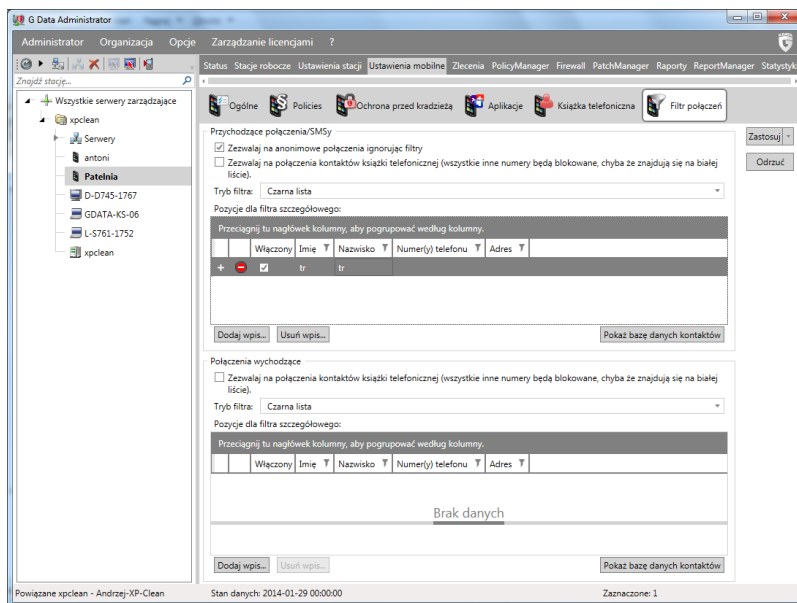 G Data Administrator
Administrator Organizacja Opcje Zarządzanie licencjami ?
Status Stacje robocze Ustawienia stacji Ustawienia mobilne Zlecenia PolicyManager Firewall PatchManager Raporty ReportManager Statystyk
Znajdź stację...
Wszystkie serwery zarządzające
xpclean
Serwery
antoni
Patelnia
D-D745-1767
GDATA-KS-06
L-S761-1752
xpclean
Ogólne Policies Ochrona przed kradzieżą Aplikacje Książka telefoniczna Filtr połączeń
Zastosuj
Odrzuć
Przychodzące połączenia/SMSy
Zezwalaj na anonimowe połączenia ignorując filtry
Zezwalaj na połączenia kontaktów książki telefonicznej (wszystkie inne numery będą blokowane, chyba że znajdują się na białej
liście).
Tryb filtra: Czarna lista
Pozycje dla filtra szczegółowego:
Przeciągnij tu nagłówek kolumny, aby pogrupować według kolumny.
Włączony Imię Nazwisko Numer(y) telefonu Adres
tr tr
Dodaj wpis... Usuń wpis... Pokaż bazę danych kontaktów
Połączenia wychodzące
Zezwalaj na połączenia kontaktów książki telefonicznej (wszystkie inne numery będą blokowane, chyba że znajdują się na białej
liście).
Tryb filtra: Czarna lista
Pozycje dla filtra szczegółowego:
Przeciągnij tu nagłówek kolumny, aby pogrupować według kolumny.
Włączony Imię Nazwisko Numer(y) telefonu Adres
Brak danych
Dodaj wpis... Usuń wpis... Pokaż bazę danych kontaktów
Powiązane xpclean - Andrzej-XP-Clean Stan danych: 2014-01-29 00:00:00 Zaznaczone: 1